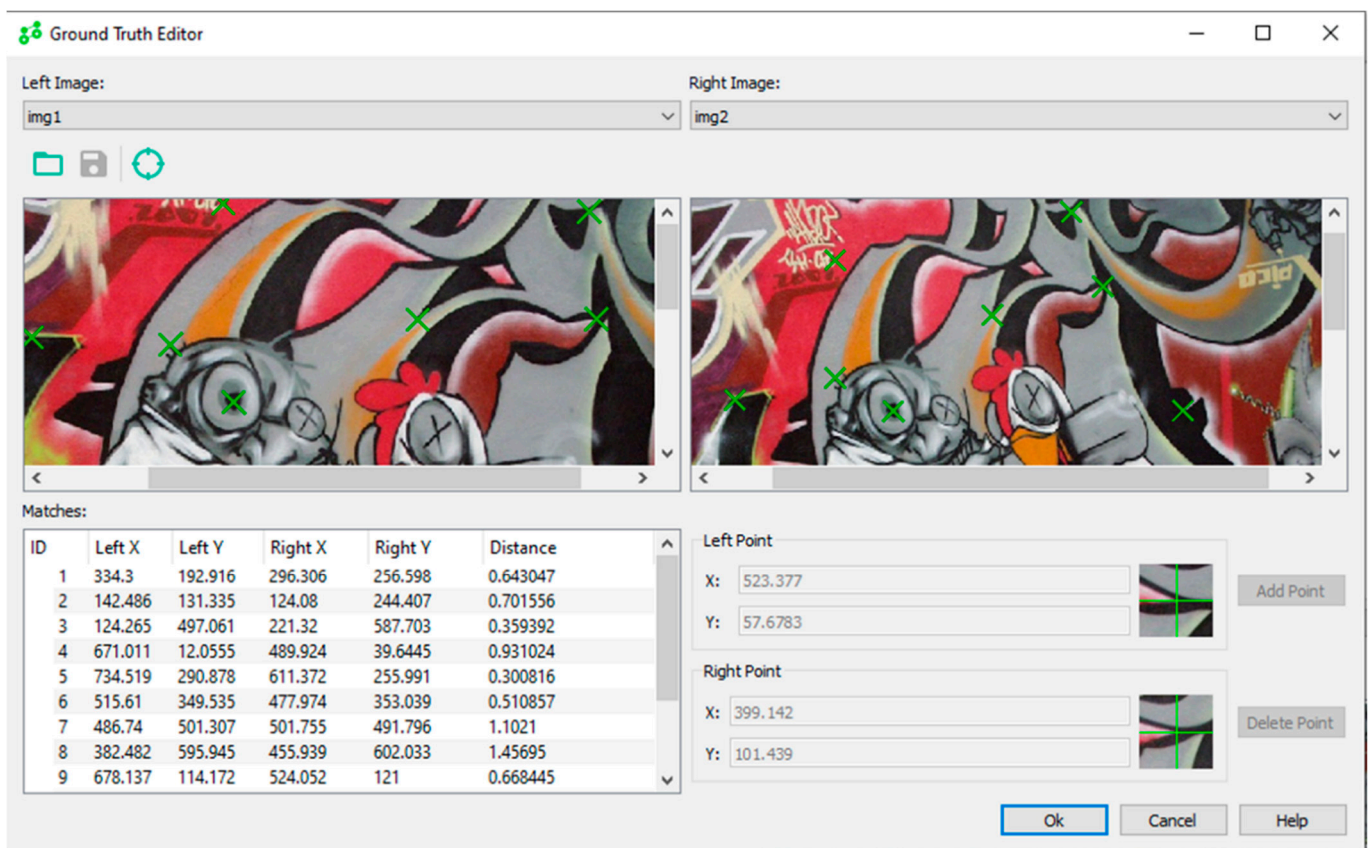 Ground Truth Editor
Left Image:
Right Image:
img1
img2
2002
pico
Matches:
ID Left X Left Y Right X Right Y Distance
1 334.3 192.916 296.306 256.598 0.643047
2 142.486 131.335 124.08 244.407 0.701556
3 124.265 497.061 221.32 587.703 0.359392
4 671.011 12.0555 489.924 39.6445 0.931024
5 734.519 290.878 611.372 255.991 0.300816
6 515.61 349.535 477.974 353.039 0.510857
7 486.74 501.307 501.755 491.796 1.1021
8 382.482 595.945 455.939 602.033 1.45695
9 678.137 114.172 524.052 121 0.668445
Left Point
X: 523.377
Y: 57.6783
Add Point
Right Point
X: 399.142
Y: 101.439
Delete Point
Ok Cancel Help